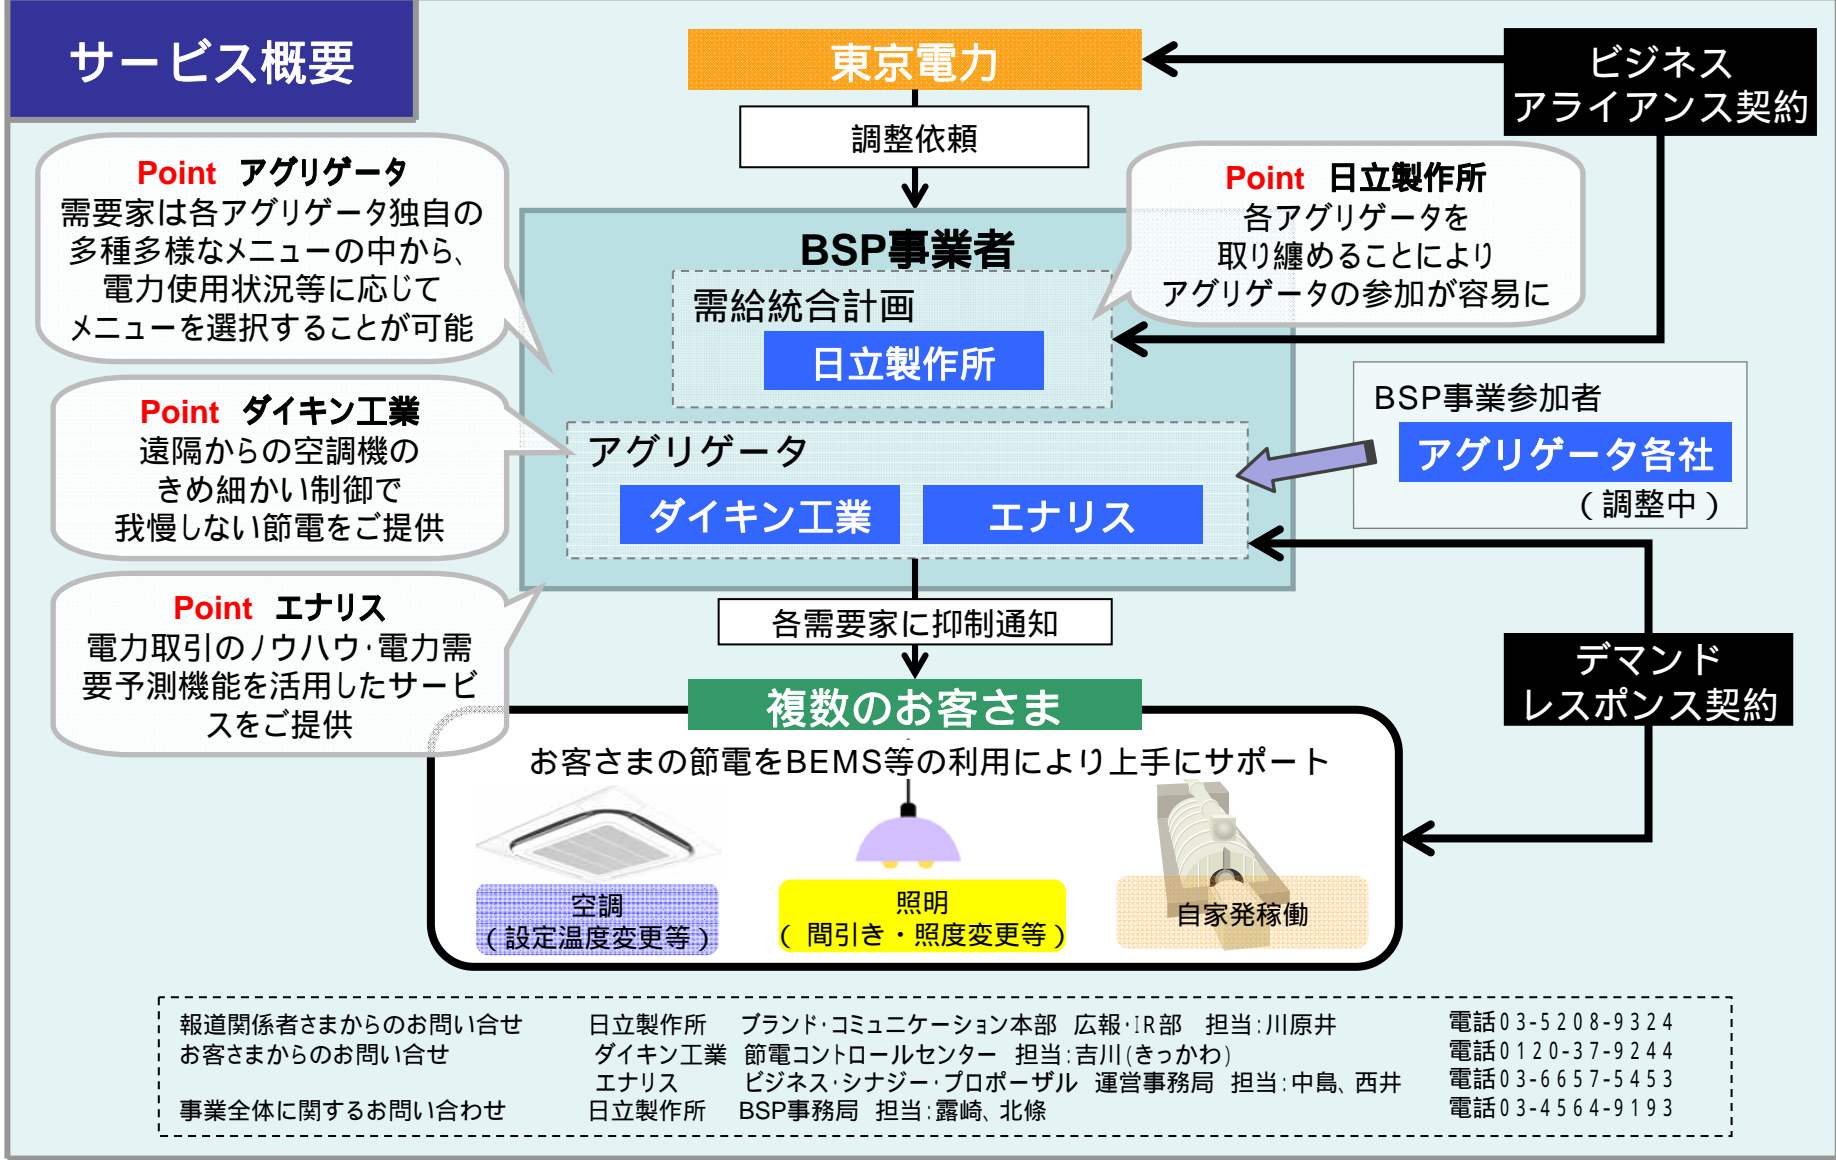 サービス概要
東京電力
ビジネス
アライアンス契約
調整依頼
Point アグリゲータ
需要家は各アグリゲータ独自の
多種多様なメニューの中から、
電力使用状況等に応じて
メニューを選択することが可能
Point 日立製作所
各アグリゲータを
取り纏めることにより
アグリゲータの参加が容易に
BSP事業者
需給統合計画
日立製作所
BSP事業参加者
アグリゲータ各社
(調整中)
Point ダイキン工業
遠隔からの空調機の
きめ細かい制御で
我慢しない節電をご提供
アグリゲータ
ダイキン工業 エナリス
Point エナリス
電力取引のノウハウ・電力需
要予測機能を活用したサービ
スをご提供
各需要家に抑制通知
デマンド
レスポンス契約
複数のお客さま
お客さまの節電をBEMS等の利用により上手にサポート
空調
(設定温度変更等)
照明
(間引き・照度変更等)
自家発稼働
報道関係者さまからのお問い合せ 日立製作所 ブランド・コミュニケーション本部 広報・IR部 担当:川原井 電話03-5208-9324
お客さまからのお問い合せ ダイキン工業 節電コントロールセンター 担当:吉川(きっかわ) 電話0120-37-9244
エナリス ビジネス・シナジー・プロポーザル 運営事務局 担当:中島、西井 電話03-6657-5453
事業全体に関するお問い合わせ 日立製作所 BSP事務局 担当:露崎、北條 電話03-4564-9193